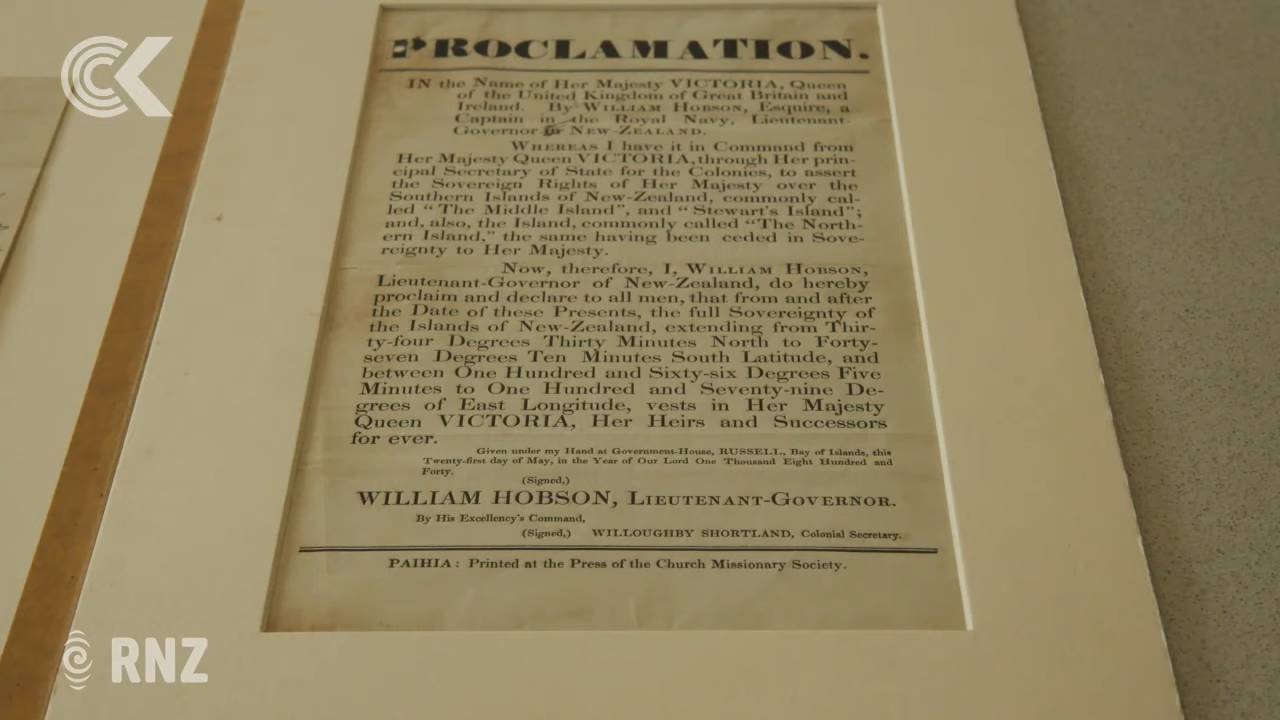 PROCLAMATION.
IN the Name of Her Majesty VICTORIA, Queen
of the United Kingdom of Great Britain and
Ireland. By WILLIAM HOBSON, Esquire, a
Captain in the Royal Navy, Lieutenant-
Governor in NEW-ZEALAND.
WHEREAS I have it in Command from
Her Majesty Queen VICTORIA, through Her prin-
cipal Secretary of State for the Colonies, to assert
the Sovereign Rights of Her Majesty over the
Southern Islands of New-Zealand, commonly cal-
led "The Middle Island", and "Stewart's Island";
and, also, the Island, commonly called "The North-
ern Island," the same having been ceded in Sove-
reignty to Her Majesty.
Now, therefore, I, WILLIAM HOBSON,
Lieutenant-Governor of New-Zealand, do hereby
proclaim and declare to all men, that from and after
the Date of these Presents, the full Sovereignty of
the Islands of New-Zealand, extending from Thir-
ty-four Degrees Thirty Minutes North to Forty-
seven Degrees Ten Minutes South Latitude, and
between One Hundred and Sixty-six Degrees Five
Minutes to One Hundred and Seventy-nine De-
grees of East Longitude, vests in Her Majesty
Queen VICTORIA, Her Heirs and Successors
for ever.
Given under my Hand at Government-House, RUSSELL, Bay of Islands, this
Twenty-first day of May, in the Year of Our Lord One Thousand Eight Hundred and
Forty.
(Signed,)
WILLIAM HOBSON, LIEUTENANT-GOVERNOR.
By His Excellency's Command,
(Signed,) WILLOUGHBY SHORTLAND, Colonial Secretary.
PAIHIA: Printed at the Press of the Church Missionary Society.
CK
RNZ